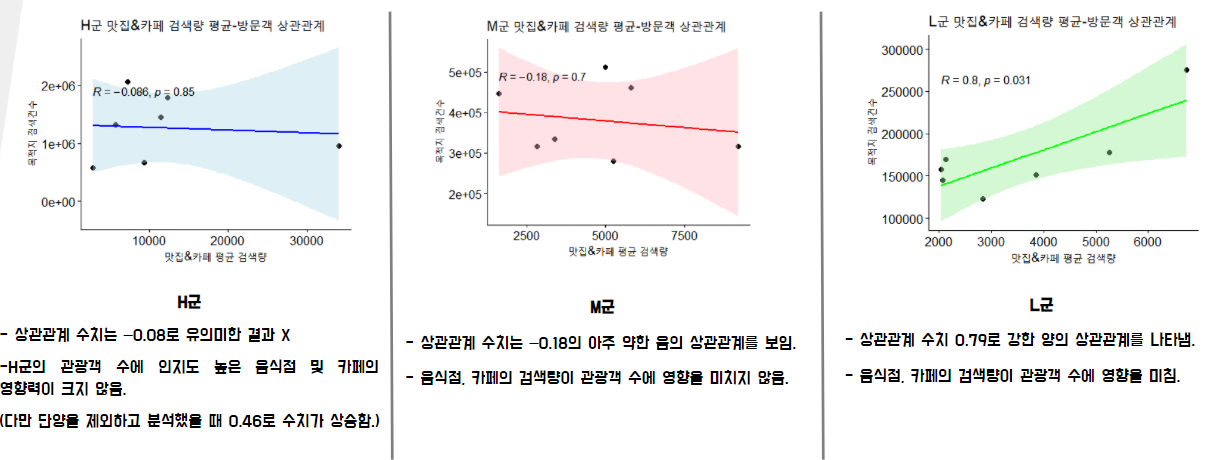 H군 맛집&카페 검색량 평균-방문객 상관관계
목적지 검색건수
2e+06
1e+06
0e+00
R = −0.086, p = 0.85
10000
20000
30000
맛집&카페 평균 검색량
H군
- 상관관계 수치는 -0.08로 유의미한 결과 X
-H군의 관광객 수에 인지도 높은 음식점 및 카페의
영향력이 크지 않음.
(다만 단양을 제외하고 분석했을 때 0.46로 수치가 상승함.)
M군 맛집&카페 검색량 평균-방문객 상관관계
목적지 검색건수
5e+05
4e+05
3e+05
2e+05
R = −0.18, p = 0.7
2500
5000
7500
맛집&카페 평균 검색량
M군
- 상관관계 수치는 -0.18의 아주 약한 음의 상관관계를 보임.
- 음식점, 카페의 검색량이 관광객 수에 영향을 미치지 않음.
L군 맛집&카페 검색량 평균-방문객 상관관계
목적지 검색건수
300000
250000
200000
150000
100000
R = 0.8, p = 0.031
2000
3000
4000
5000
6000
맛집&카페 평균 검색량
L군
- 상관관계 수치 0.79로 강한 양의 상관관계를 나타냄.
- 음식점, 카페의 검색량이 관광객 수에 영향을 미침.